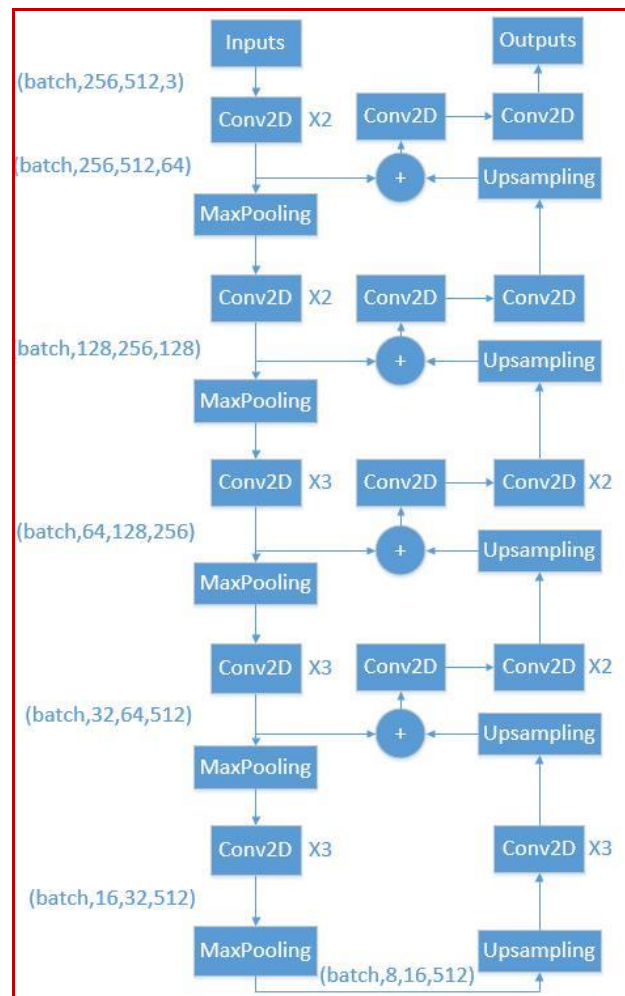 Inputs
Outputs
(batch,256,512,3)
Conv2D X2
Conv2D
Conv2D
(batch,256,512,64)
+
Upsampling
MaxPooling
Conv2D X2
Conv2D
Conv2D
(batch,128,256,128)
+
Upsampling
MaxPooling
Conv2D X3
Conv2D
Conv2D X2
(batch,64,128,256)
+
Upsampling
MaxPooling
Conv2D X3
Conv2D
Conv2D X2
(batch,32,64,512)
+
Upsampling
MaxPooling
Conv2D X3
Conv2D X3
(batch,16,32,512)
MaxPooling
Upsampling
(batch,8,16,512)